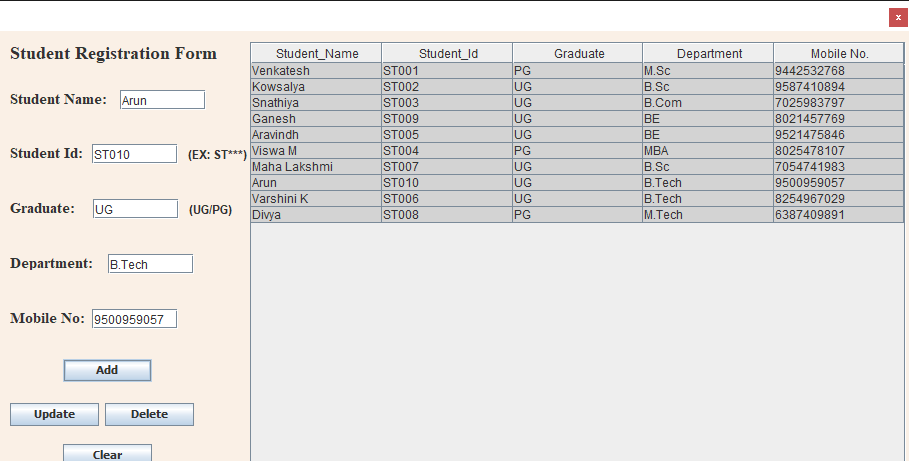 x
Student Registration Form
Student Name: Arun
Student Id: ST010 (EX: ST***)
Graduate: UG (UG/PG)
Department: B.Tech
Mobile No: 9500959057
Add
Update Delete
Clear
Student_Name Student_Id Graduate Department Mobile No.
Venkatesh ST001 PG M.Sc 9442532768
Kowsalya ST002 UG B.Sc 9587410894
Snathiya ST003 UG B.Com 7025983797
Ganesh ST009 UG BE 8021457769
Aravindh ST005 UG BE 9521475846
Viswa M ST004 PG MBA 8025478107
Maha Lakshmi ST007 UG B.Sc 7054741983
Arun ST010 UG B.Tech 9500959057
Varshini K ST006 UG B.Tech 8254967029
Divya ST008 PG M.Tech 6387409891